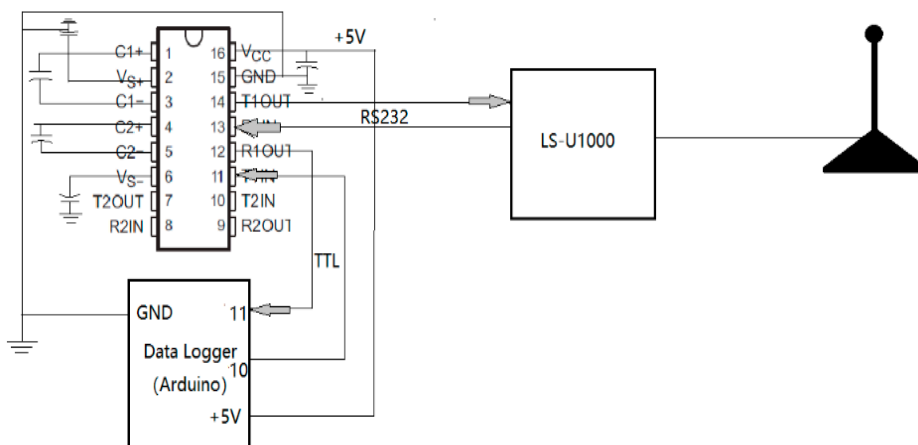 +5V
C1+ 1 16 VCC
VS+ 2 15 GND
C1− 3 14 T1OUT
C2+ 4 13
RS232
LS-U1000
C2− 5 12 R1OUT
VS− 6 11
T2OUT 7 10 T2IN
R2IN 8 9 R2OUT
TTL
GND 11
Data Logger
10
(Arduino)
+5V